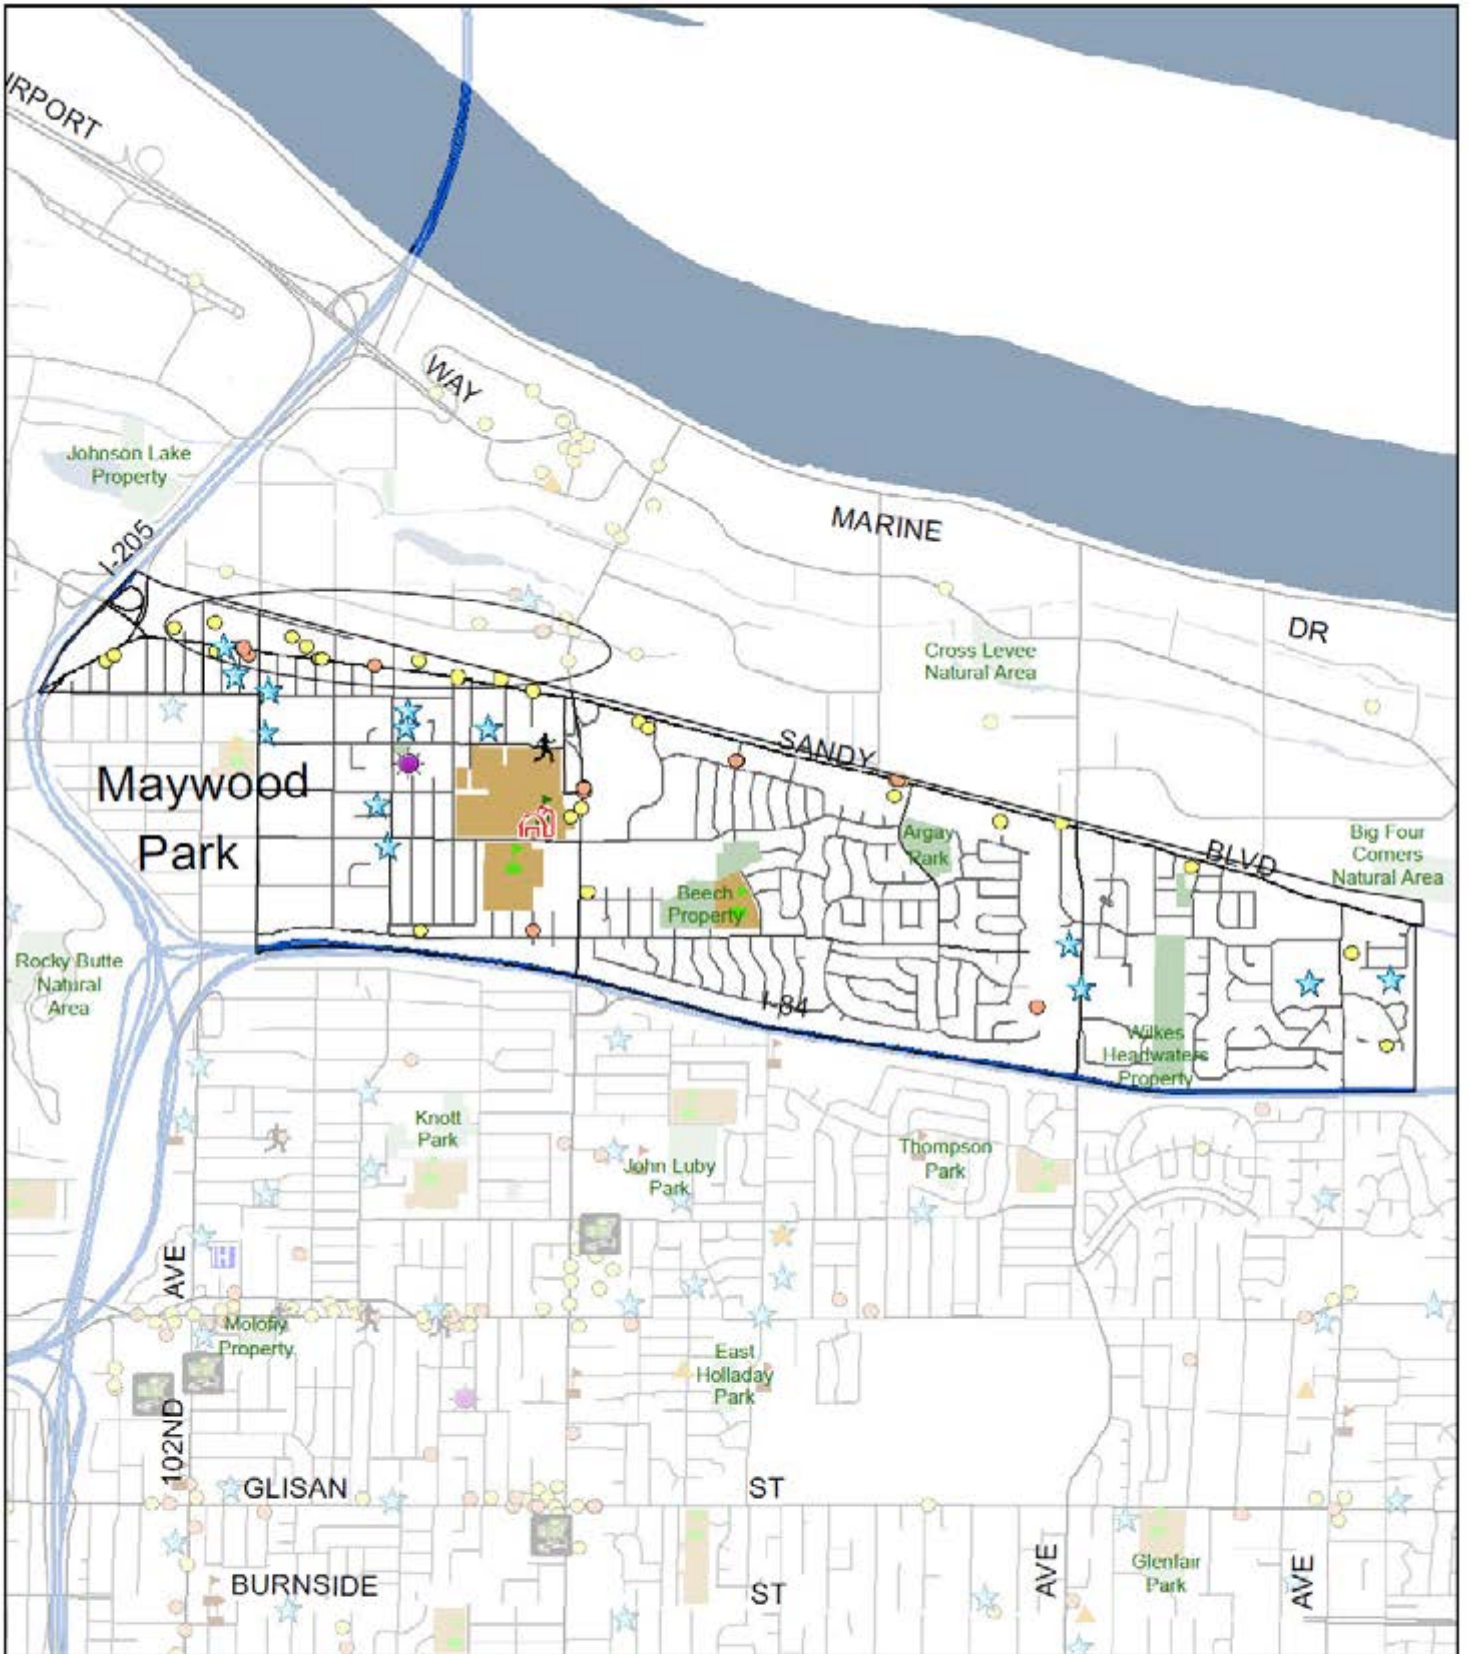 IRPORT
WAY
Johnson Lake
Property
I-205
MARINE
DR
Cross Levee
Natural Area
SANDY
BLVD
Maywood
Park
Argay
Park
Big Four
Corners
Natural Area
Beech
Property
Rocky Butte
Natural
Area
I-84
Wilkes
Headwaters
Property
Knott
Park
John Luby
Park
Thompson
Park
AVE
H
Molofiy
Property
East
Holladay
Park
102ND
GLISAN
ST
BURNSIDE
ST
AVE
Glenfair
Park
AVE